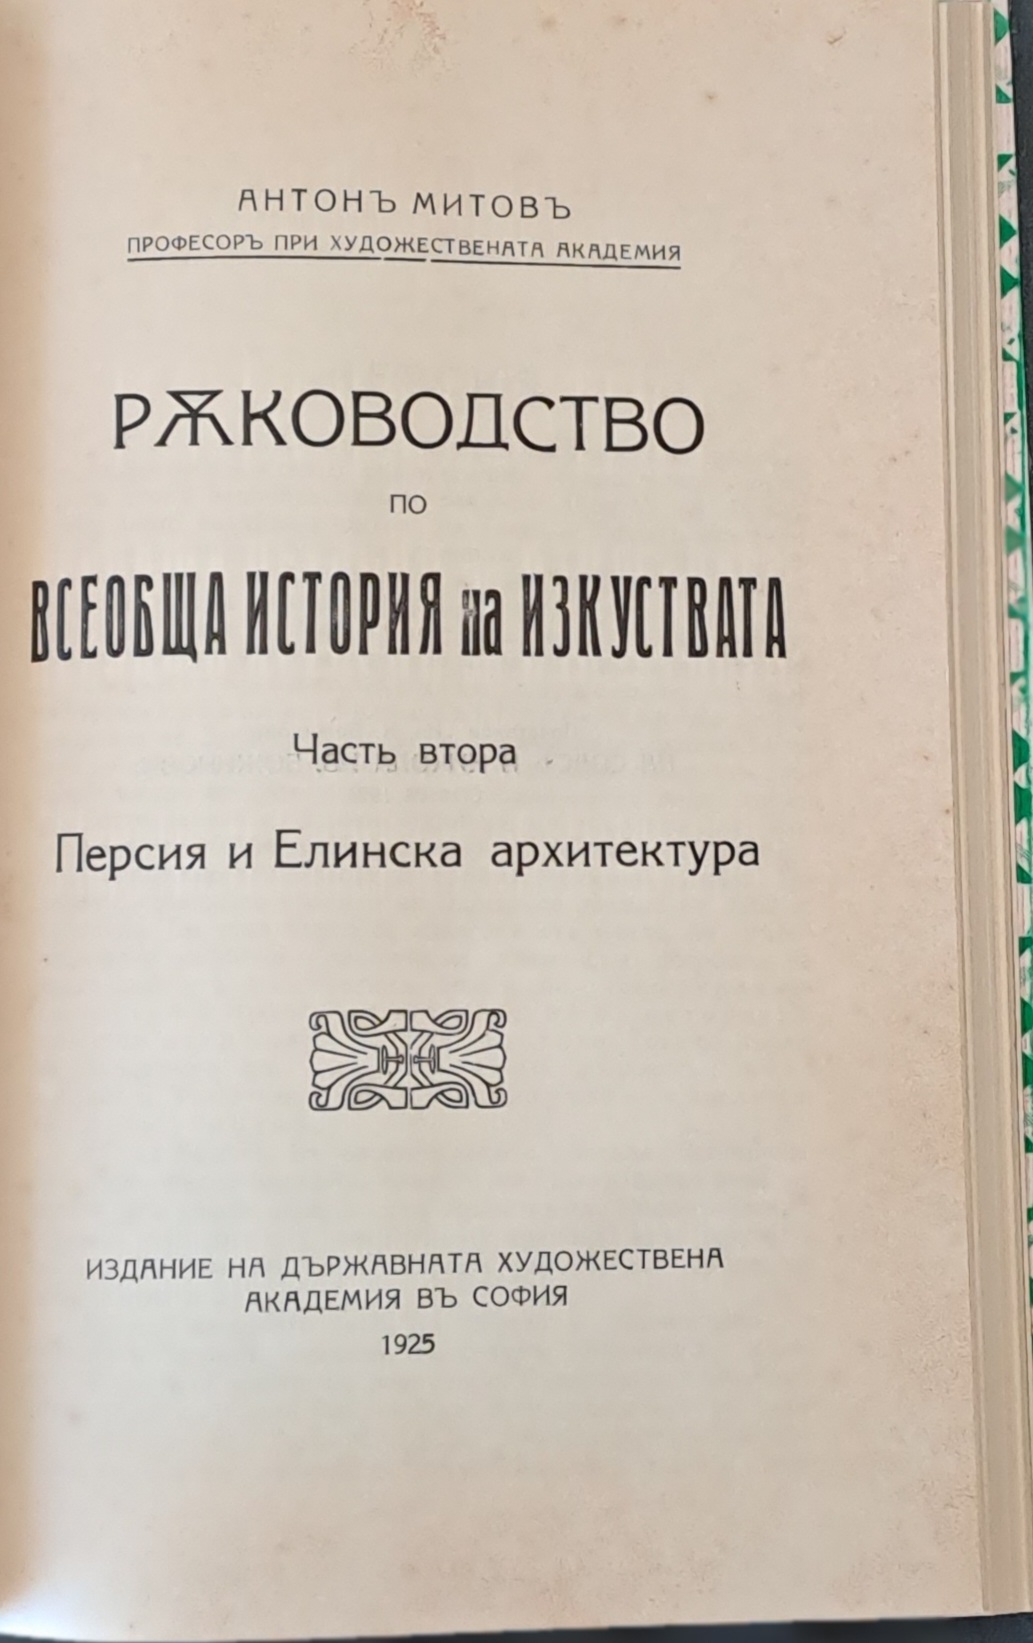 АНТОНЪ МИТОВЪ
ПРОФЕСОРЪ ПРИ ХУДОЖЕСТВЕНАТА АКАДЕМИЯ
РѪКОВОДСТВО
ПО
ВСЕОБЩА ИСТОРИЯ на ИЗКУСТВАТА
Часть втора
Персия и Елинска архитектура
ИЗДАНИЕ НА ДЪРЖАВНАТА ХУДОЖЕСТВЕНА
АКАДЕМИЯ ВЪ СОФИЯ
1925